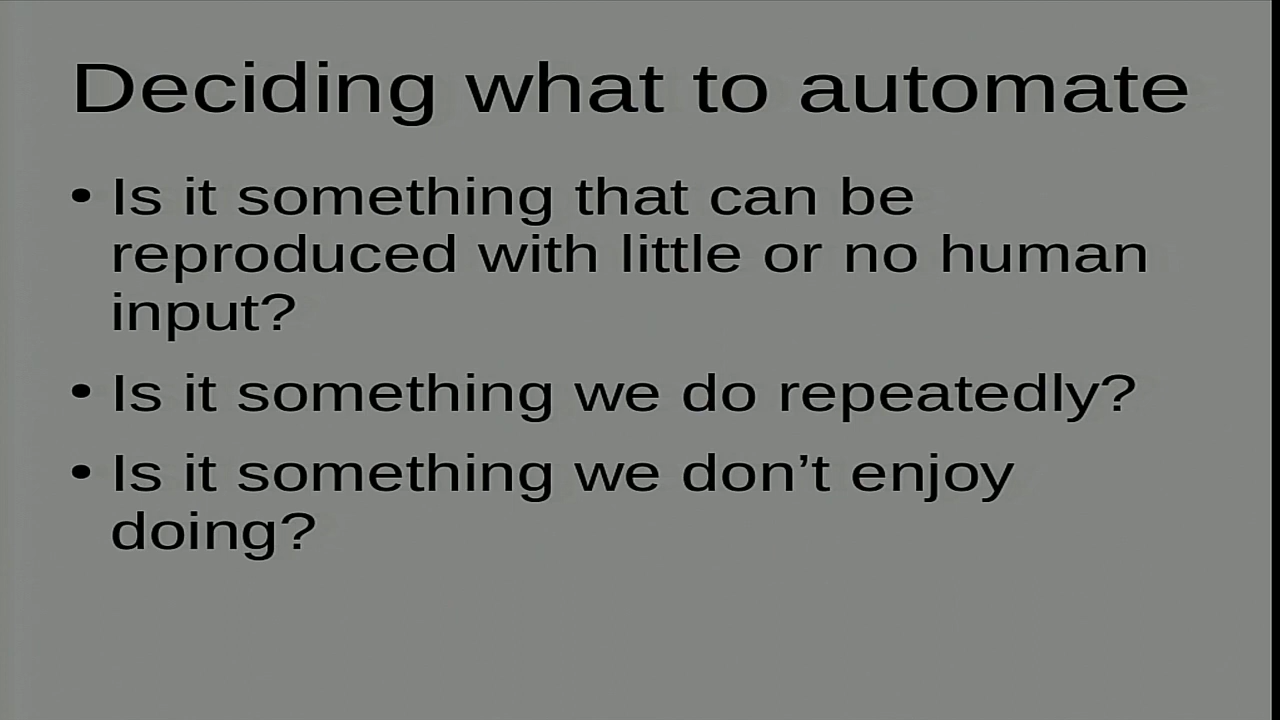 Deciding what to automate
• Is it something that can be
reproduced with little or no human
input?
• Is it something we do repeatedly?
• Is it something we don’t enjoy
doing?